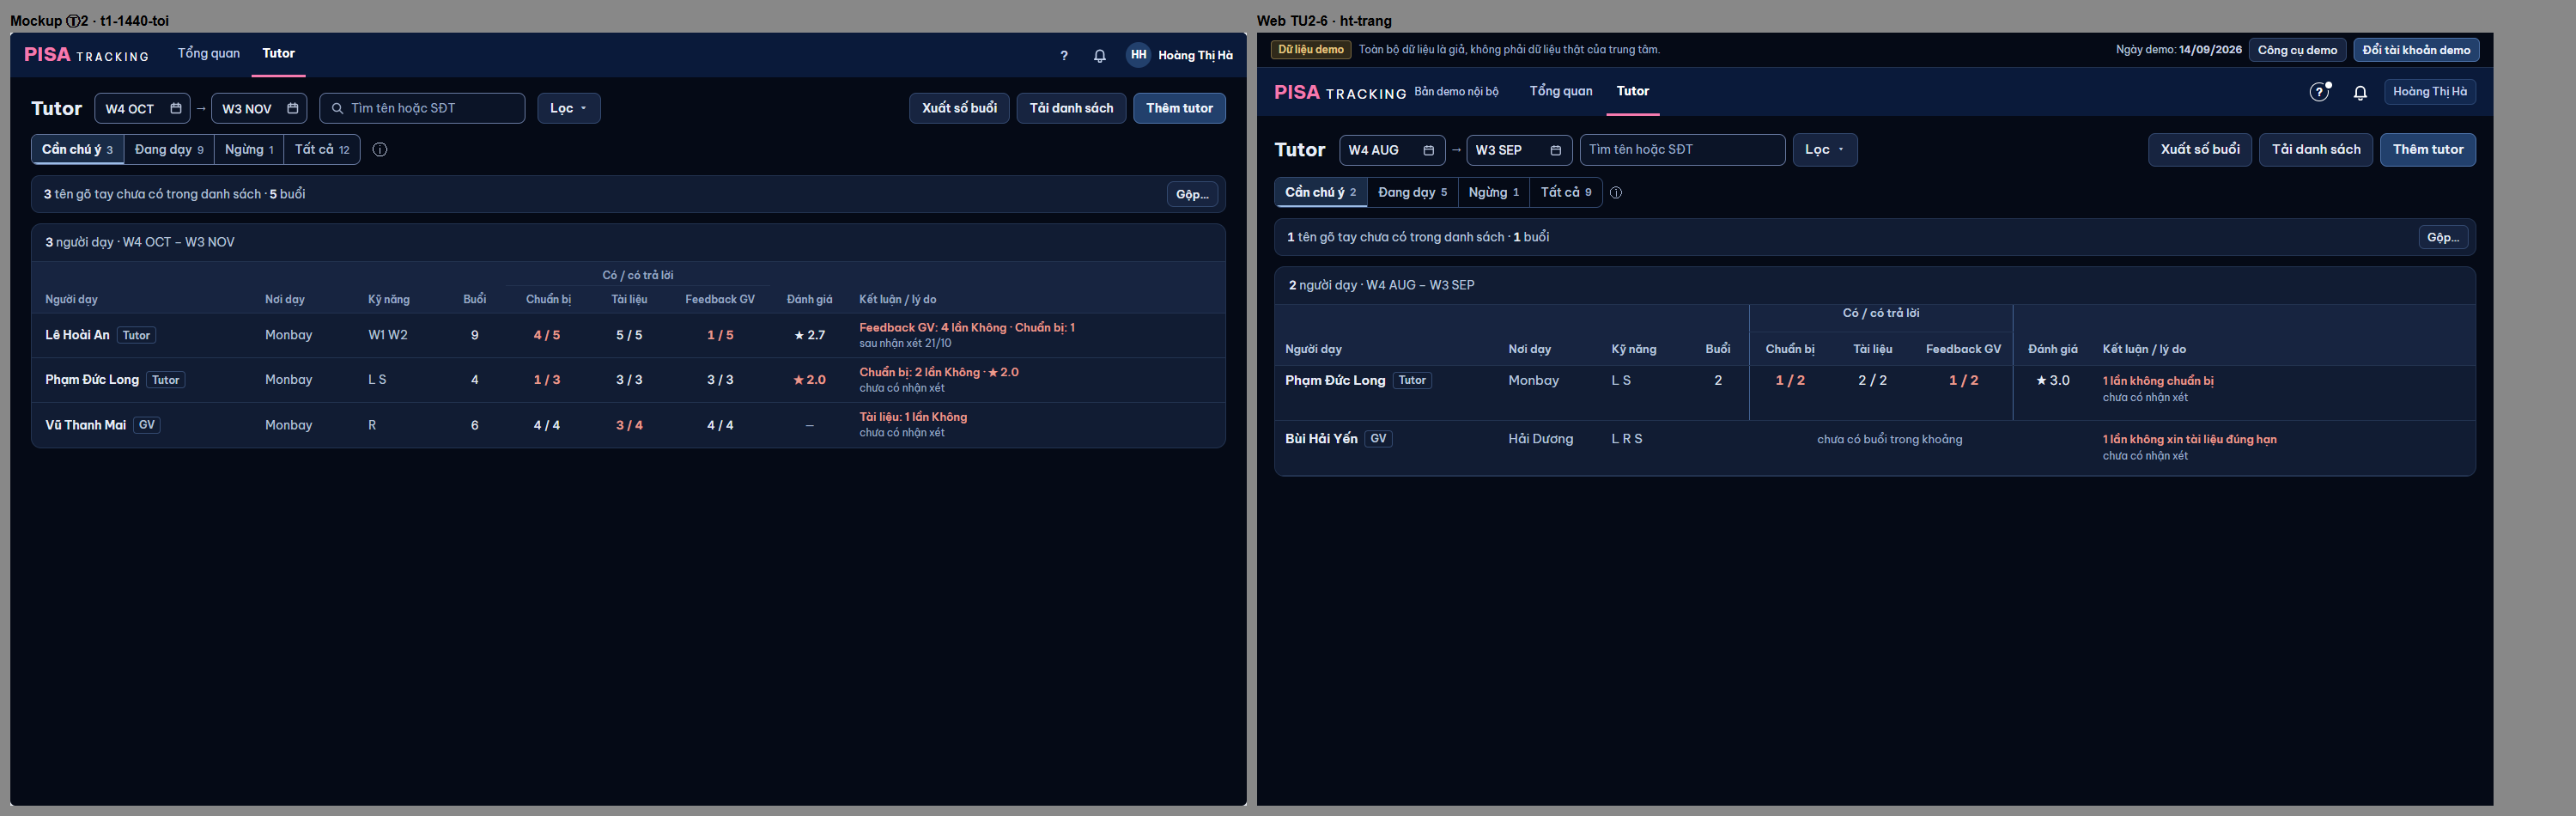 Mockup Ⓣ2 · t1-1440-toi
PISA TRACKING Tổng quan Tutor ? HH Hoàng Thị Hà
Tutor W4 OCT → W3 NOV Tìm tên hoặc SĐT Lọc Xuất số buổi Tải danh sách Thêm tutor
Cần chú ý 3 Đang dạy 9 Ngừng 1 Tất cả 12 ⓘ
3 tên gõ tay chưa có trong danh sách · 5 buổi Gộp...
3 người dạy · W4 OCT – W3 NOV
Có / có trả lời
Người dạy Nơi dạy Kỹ năng Buổi Chuẩn bị Tài liệu Feedback GV Đánh giá Kết luận / lý do
Lê Hoài An Tutor Monbay W1 W2 9 4 / 5 5 / 5 1 / 5 ★ 2.7 Feedback GV: 4 lần Không · Chuẩn bị: 1
sau nhận xét 21/10
Phạm Đức Long Tutor Monbay L S 4 1 / 3 3 / 3 3 / 3 ★ 2.0 Chuẩn bị: 2 lần Không · ★ 2.0
chưa có nhận xét
Vũ Thanh Mai GV Monbay R 6 4 / 4 3 / 4 4 / 4 — Tài liệu: 1 lần Không
chưa có nhận xét
Web TU2-6 · ht-trang
Dữ liệu demo Toàn bộ dữ liệu là giả, không phải dữ liệu thật của trung tâm. Ngày demo: 14/09/2026 Công cụ demo Đổi tài khoản demo
PISA TRACKING Bản demo nội bộ Tổng quan Tutor ? Hoàng Thị Hà
Tutor W4 AUG → W3 SEP Tìm tên hoặc SĐT Lọc Xuất số buổi Tải danh sách Thêm tutor
Cần chú ý 2 Đang dạy 5 Ngừng 1 Tất cả 9 ⓘ
1 tên gõ tay chưa có trong danh sách · 1 buổi Gộp...
2 người dạy · W4 AUG – W3 SEP
Có / có trả lời
Người dạy Nơi dạy Kỹ năng Buổi Chuẩn bị Tài liệu Feedback GV Đánh giá Kết luận / lý do
Phạm Đức Long Tutor Monbay L S 2 1 / 2 2 / 2 1 / 2 ★ 3.0 1 lần không chuẩn bị
chưa có nhận xét
Bùi Hải Yến GV Hải Dương L R S chưa có buổi trong khoảng 1 lần không xin tài liệu đúng hạn
chưa có nhận xét